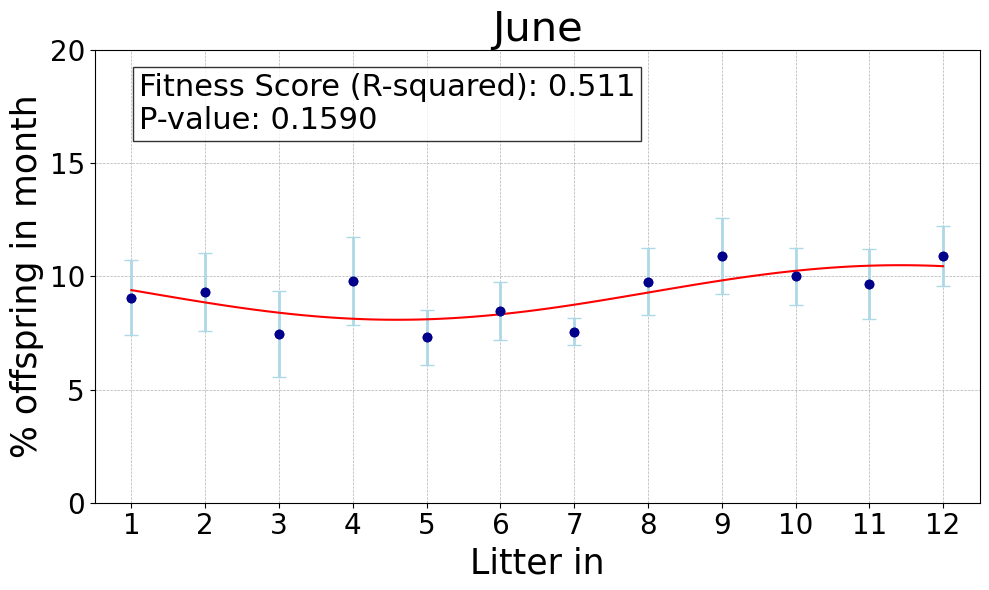 June
Fitness Score (R-squared): 0.511
P-value: 0.1590
% offspring in month
20
15
10
5
0
1 2 3 4 5 6 7 8 9 10 11 12
Litter in